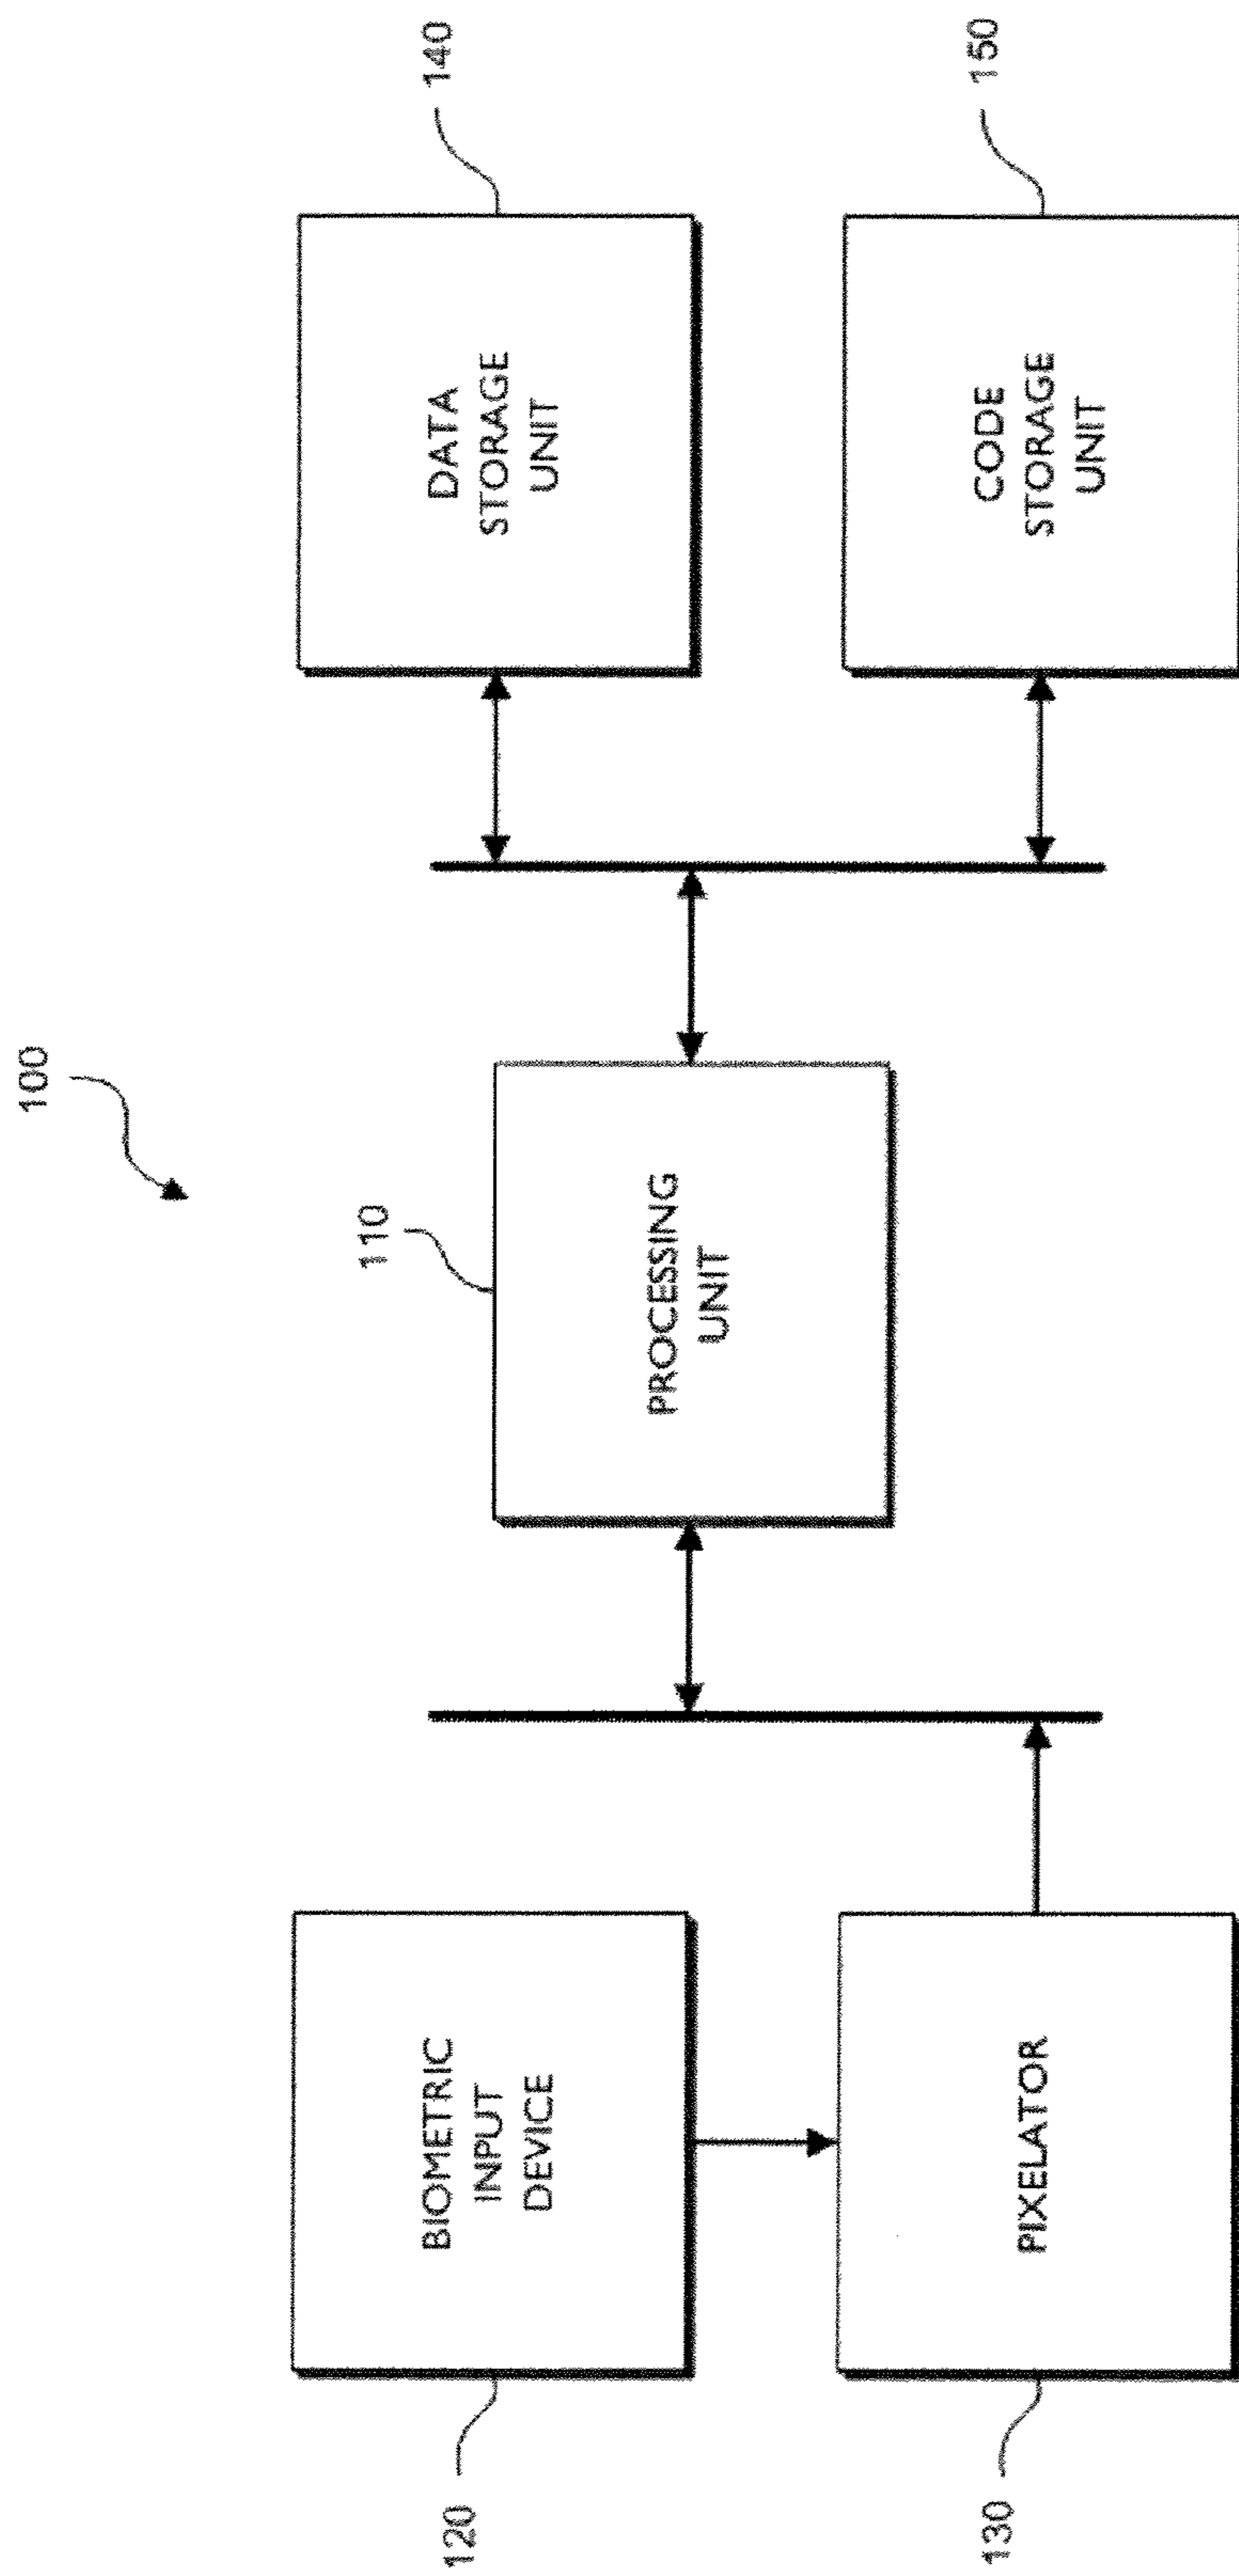 100
120
BIOMETRIC
INPUT
DEVICE
130
PIXELATOR
110
PROCESSING
UNIT
140
DATA
STORAGE
UNIT
150
CODE
STORAGE
UNIT